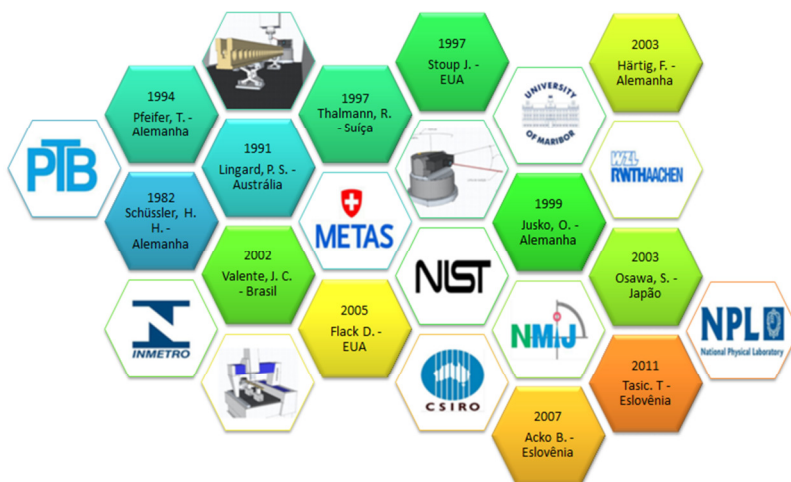 1997
Stoup J. -
EUA
2003
Härtig, F. -
Alemanha
1994
Pfeifer, T. -
Alemanha
1997
Thalmann, R.
- Suíça
UNIVERSITY
OF MARIBOR
PTB
1991
Lingard, P. S. -
Austrália
WZL
RWTHAACHEN
1982
Schüssler, H.
H. -
Alemanha
METAS
1999
Jusko, O. -
Alemanha
2002
Valente, J. C.
- Brasil
NIST
2003
Osawa, S. -
Japão
INMETRO
2005
Flack D. -
EUA
NMIJ
NPL
National Physical Laboratory
CSIRO
2011
Tasic. T -
Eslovênia
2007
Acko B. -
Eslovênia